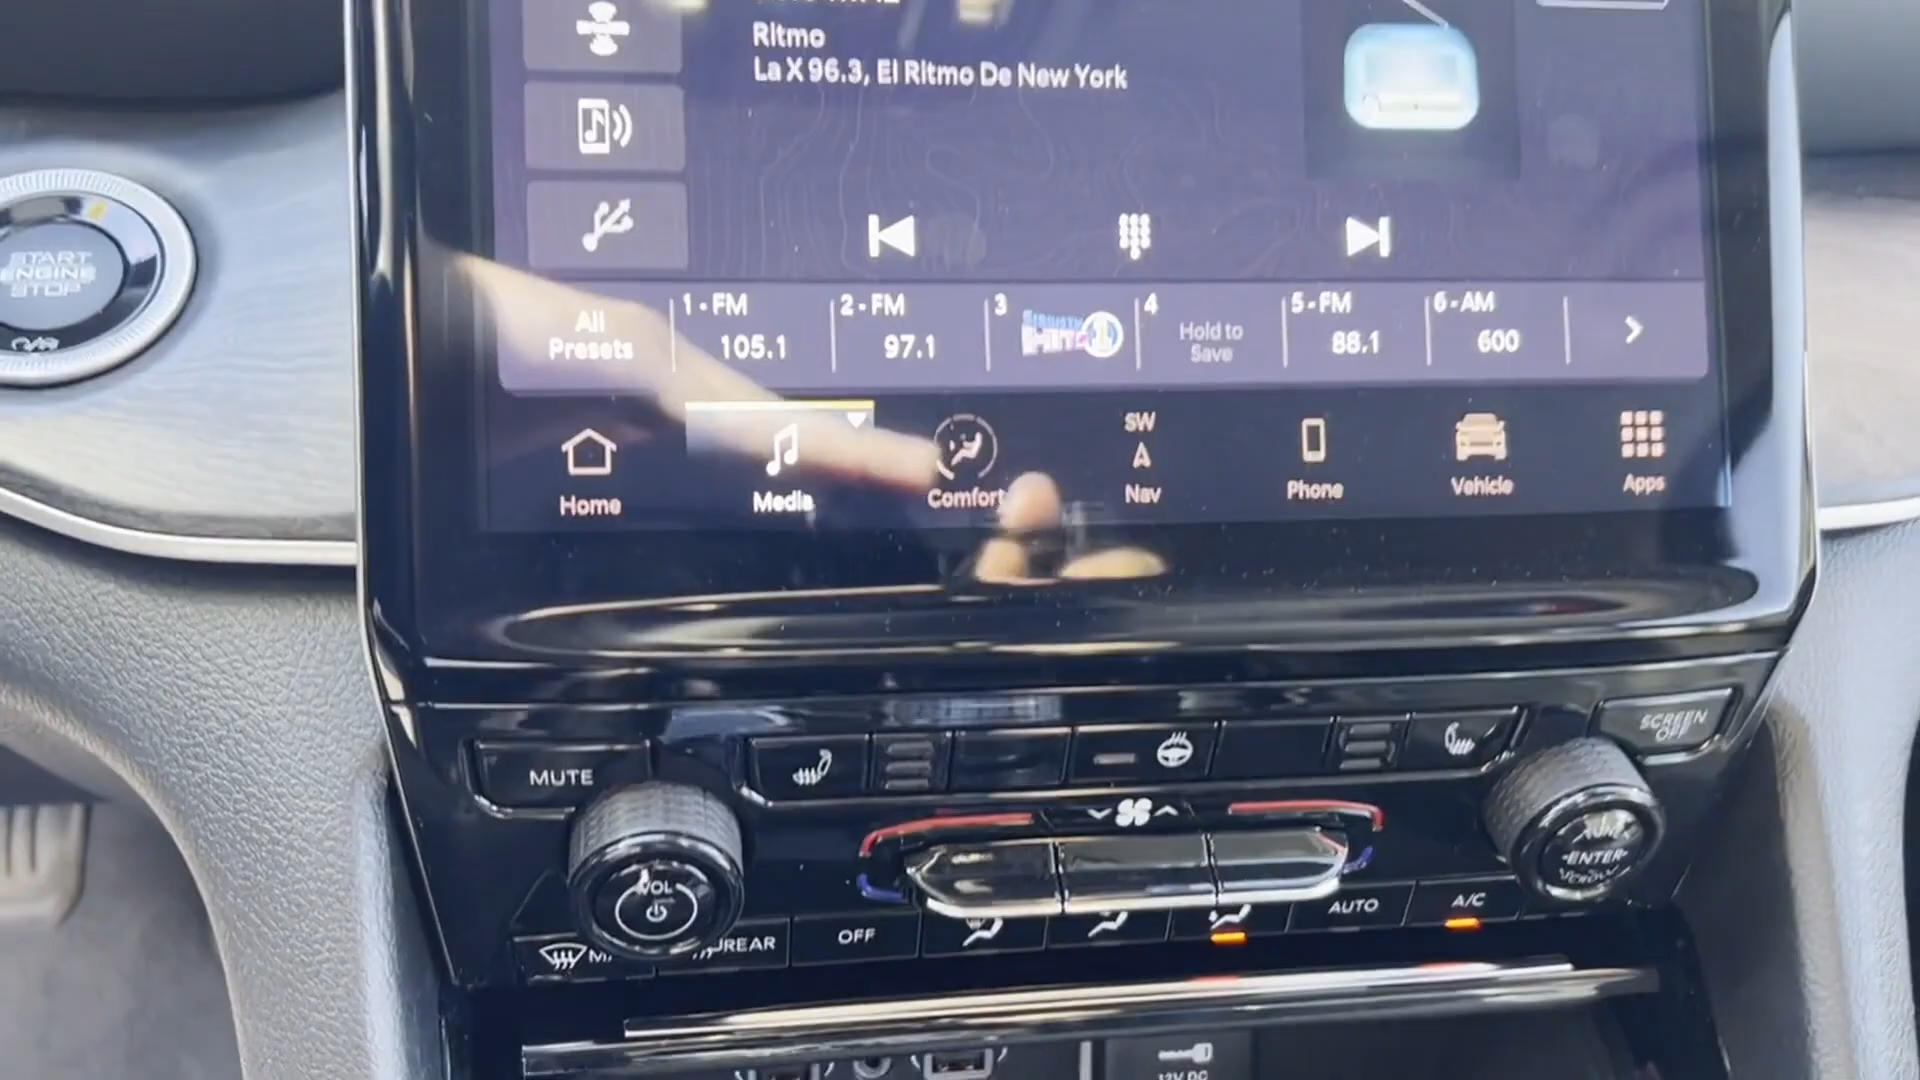 Ritmo
La X 96.3, El Ritmo De New York
START
ENGINE
STOP
All
Presets
1-FM
105.1
2-FM
97.1
3
4
Hold to
Save
5-FM
88.1
6-AM
600
Home
Media
Comfort
SW
Nav
Phone
Vehicle
Apps
MUTE
SCREEN
OFF
VOL
ENTER
REAR
OFF
AUTO
A/C
12V DC